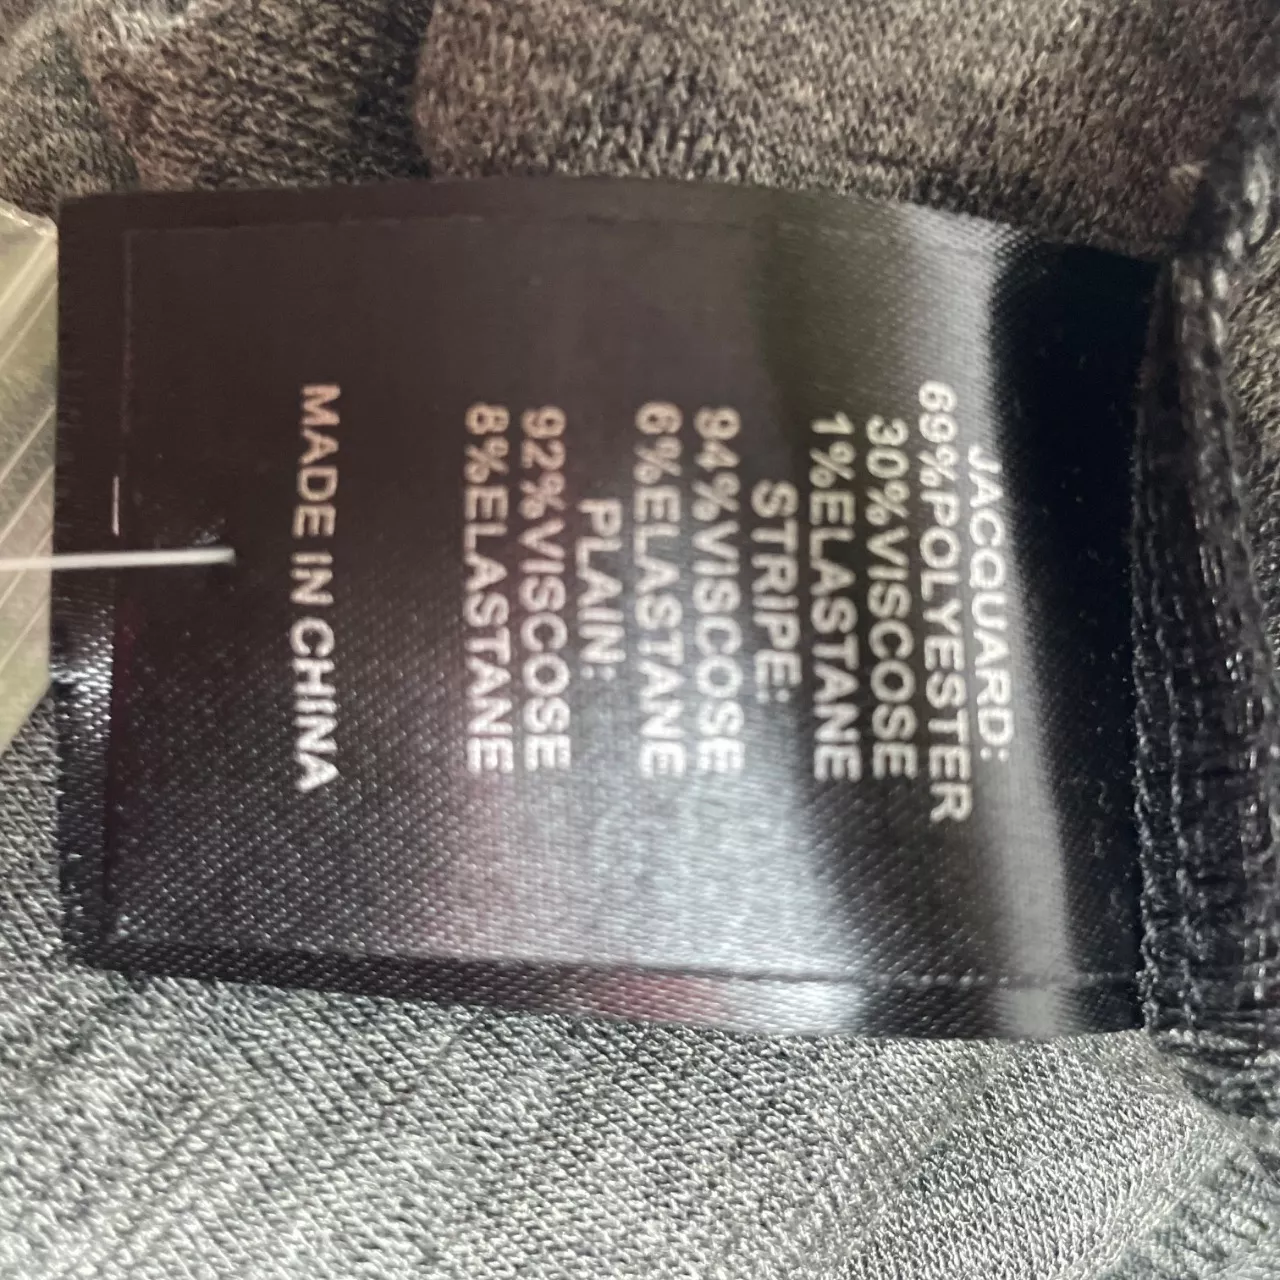 JACQUARD:
69%POLYESTER
30%VISCOSE
1%ELASTANE
STRIPE:
94%VISCOSE
6%ELASTANE
PLAIN:
92%VISCOSE
8%ELASTANE
MADE IN CHINA